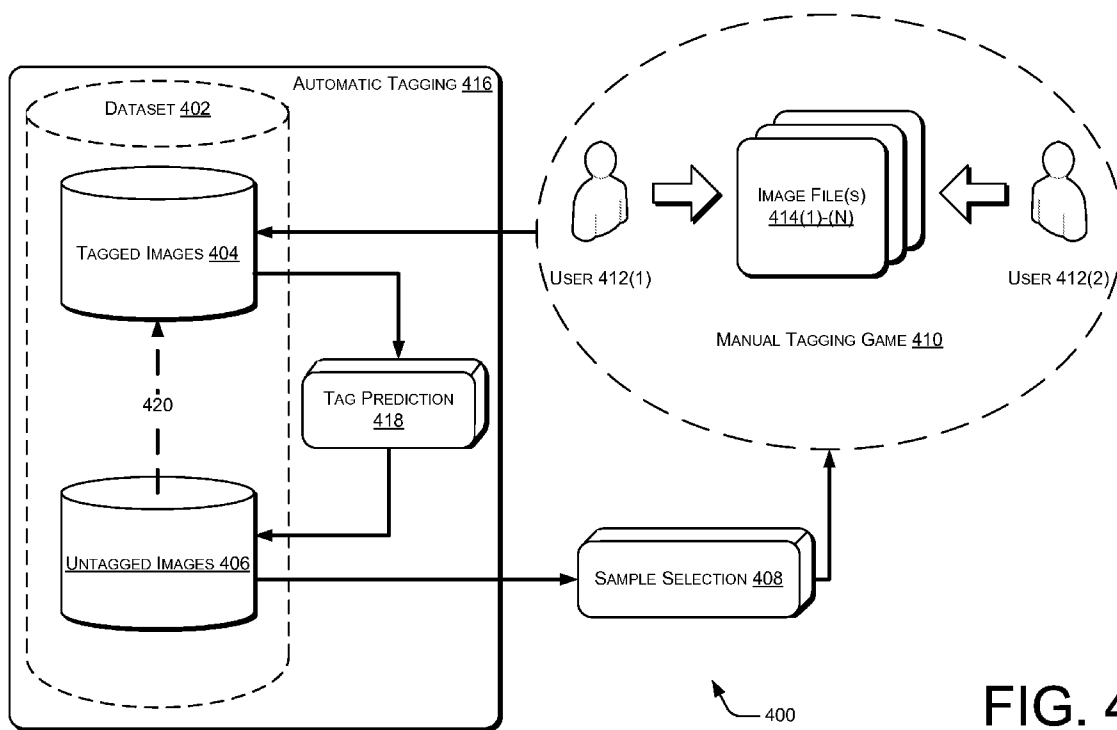 AUTOMATIC TAGGING 416
DATASET 402
TAGGED IMAGES 404
TAG PREDICTION
418
420
UNTAGGED IMAGES 406
SAMPLE SELECTION 408
IMAGE FILE(S)
414(1)-(N)
USER 412(1)
USER 412(2)
MANUAL TAGGING GAME 410
400
FIG. 4